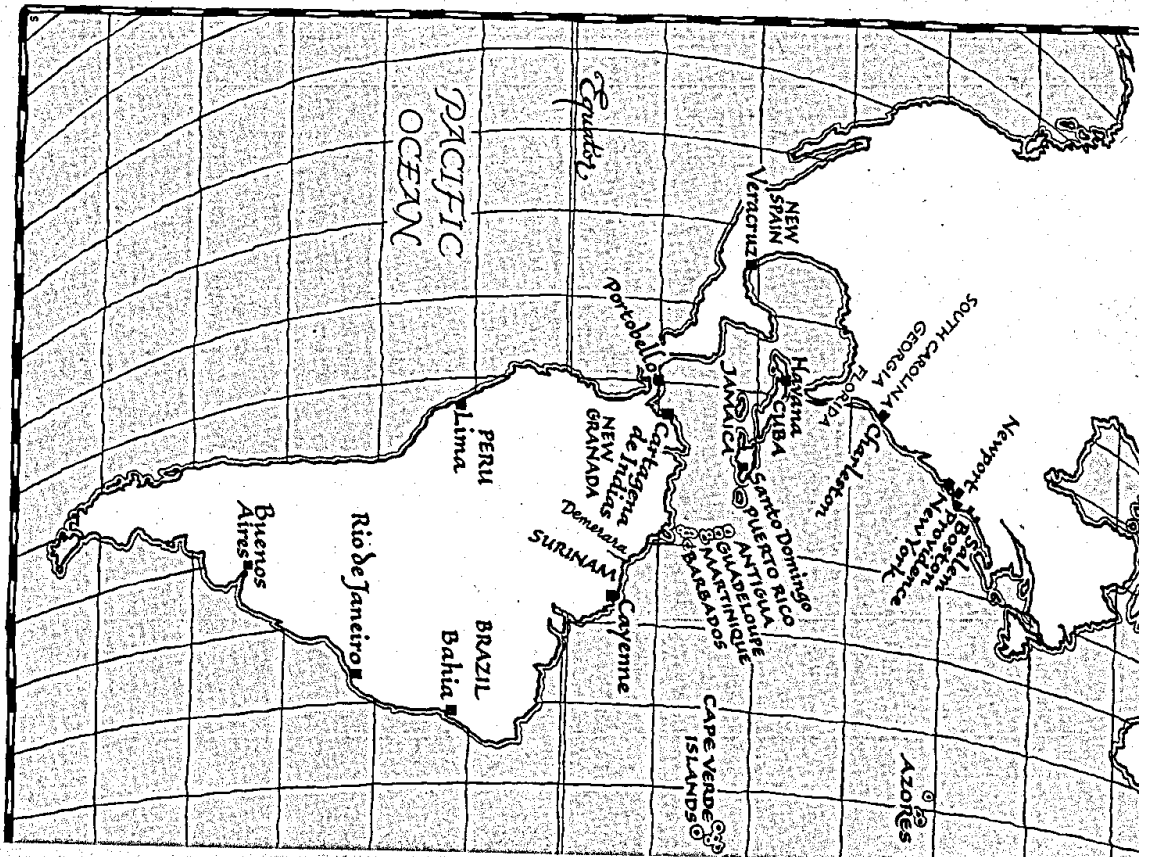 AZORES
Newport
Salem
Boston
Providence
New York
SOUTH CAROLINA
GEORGIA
FLORIDA
Charleston
NEW
SPAIN
Veracruz
Havana
CUBA
JAMAICA
Santo Domingo
PUERTO RICO
ANTIGUA
GUADELOUPE
MARTINIQUE
BARBADOS
CAPE VERDE
ISLANDS
Portobello
Cartagena
de Indias
NEW
GRANADA
Demerara
SURINAM
Cayenne
Equator
PACIFIC
OCEAN
PERU
Lima
BRAZIL
Bahia
Rio de Janeiro
Buenos
Aires